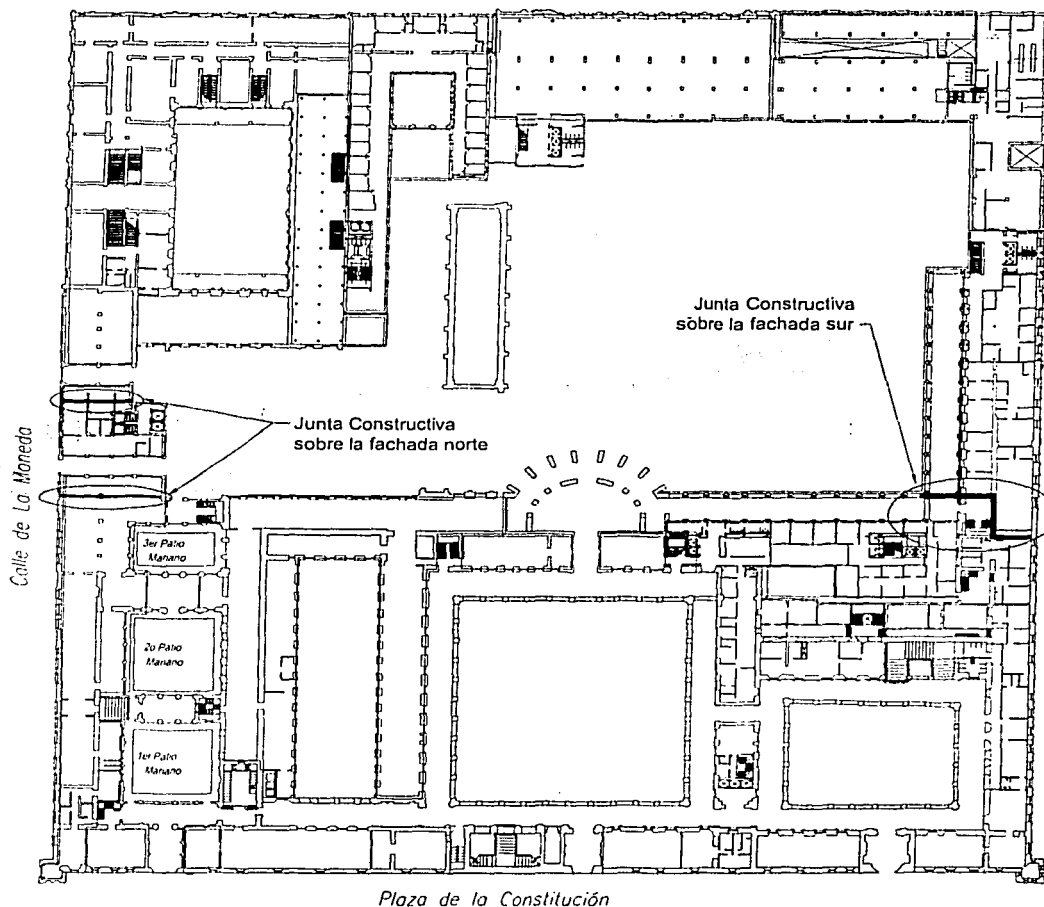 Junta Constructiva
sobre la fachada sur
Junta Constructiva
sobre la fachada norte
Calle de La Moneda
3er Patio
Mariano
2o Patio
Mariano
1er Patio
Mariano
Plaza de la Constitución